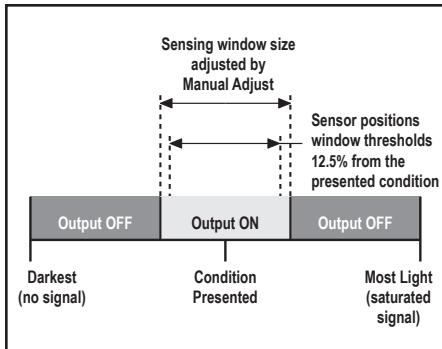 Sensing window size
adjusted by
Manual Adjust
Sensor positions
window thresholds
12.5% from the
presented condition
Output OFF
Output ON
Output OFF
Darkest
(no signal)
Condition
Presented
Most Light
(saturated
signal)